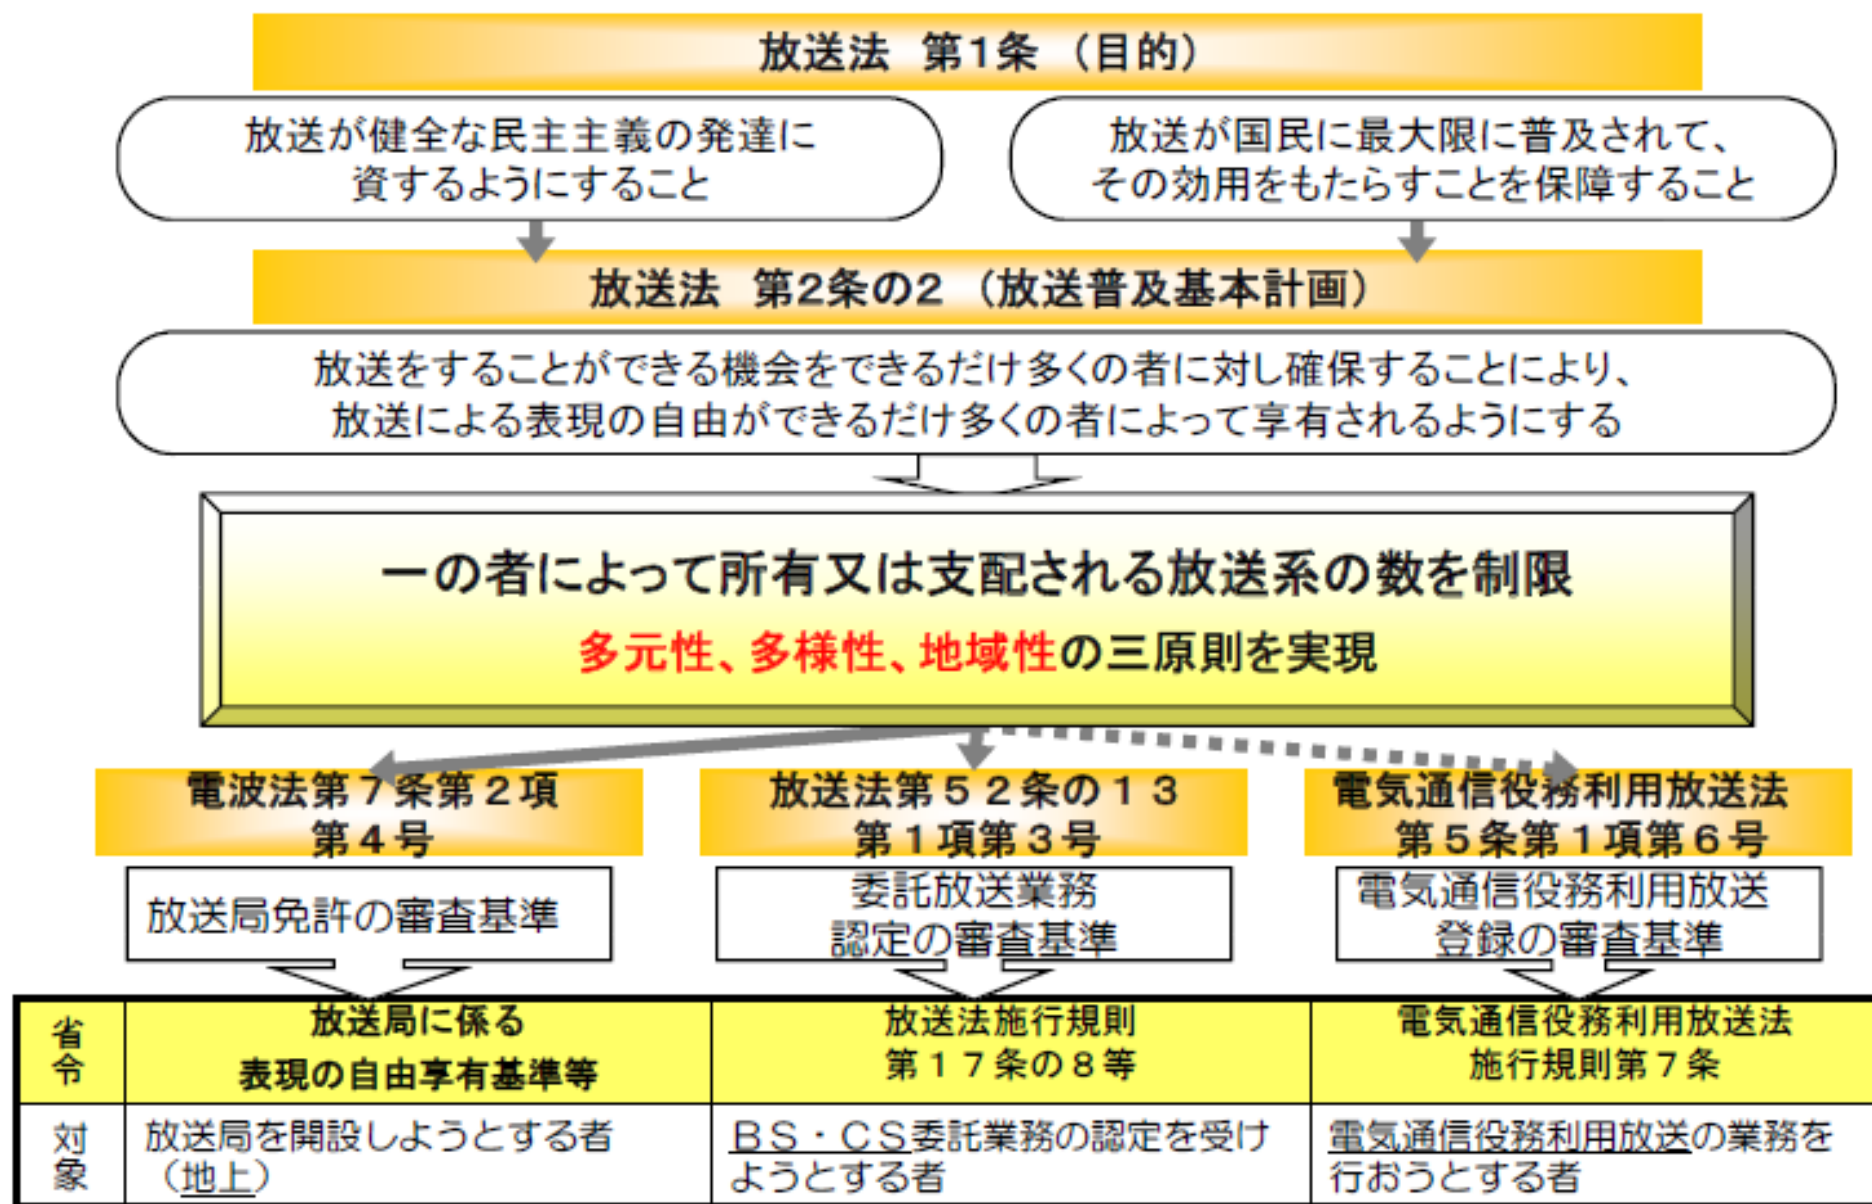 放送法　第１条　（目的）
放送が健全な民主主義の発達に
資するようにすること
放送が国民に最大限に普及されて、
その効用をもたらすことを保障すること
放送法　第２条の２　（放送普及基本計画）
放送をすることができる機会をできるだけ多くの者に対し確保することにより、
放送による表現の自由ができるだけ多くの者によって享有されるようにする
一の者によって所有又は支配される放送系の数を制限
多元性、多様性、地域性の三原則を実現
電波法第７条第２項
第４号
放送法第５２条の１３
第１項第３号
電気通信役務利用放送法
第５条第１項第６号
放送局免許の審査基準
委託放送業務
認定の審査基準
電気通信役務利用放送
登録の審査基準
省令
放送局に係る
表現の自由享有基準等
放送法施行規則
第１７条の８等
電気通信役務利用放送法
施行規則第７条
対象
放送局を開設しようとする者
（地上）
ＢＳ・ＣＳ委託業務の認定を受け
ようとする者
電気通信役務利用放送の業務を
行おうとする者